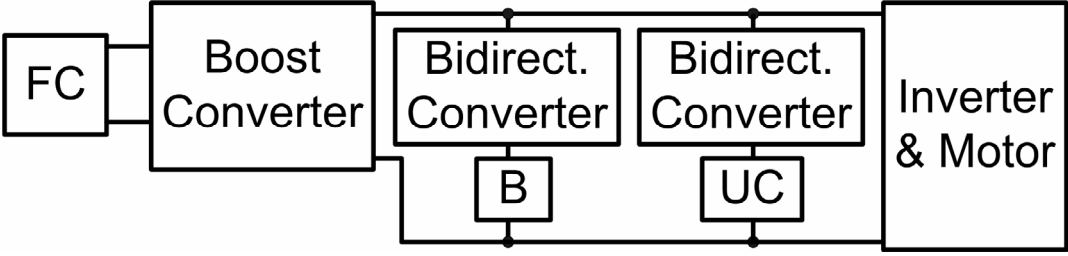 FC
Boost
Converter
Bidirect.
Converter
B
Bidirect.
Converter
UC
Inverter
& Motor